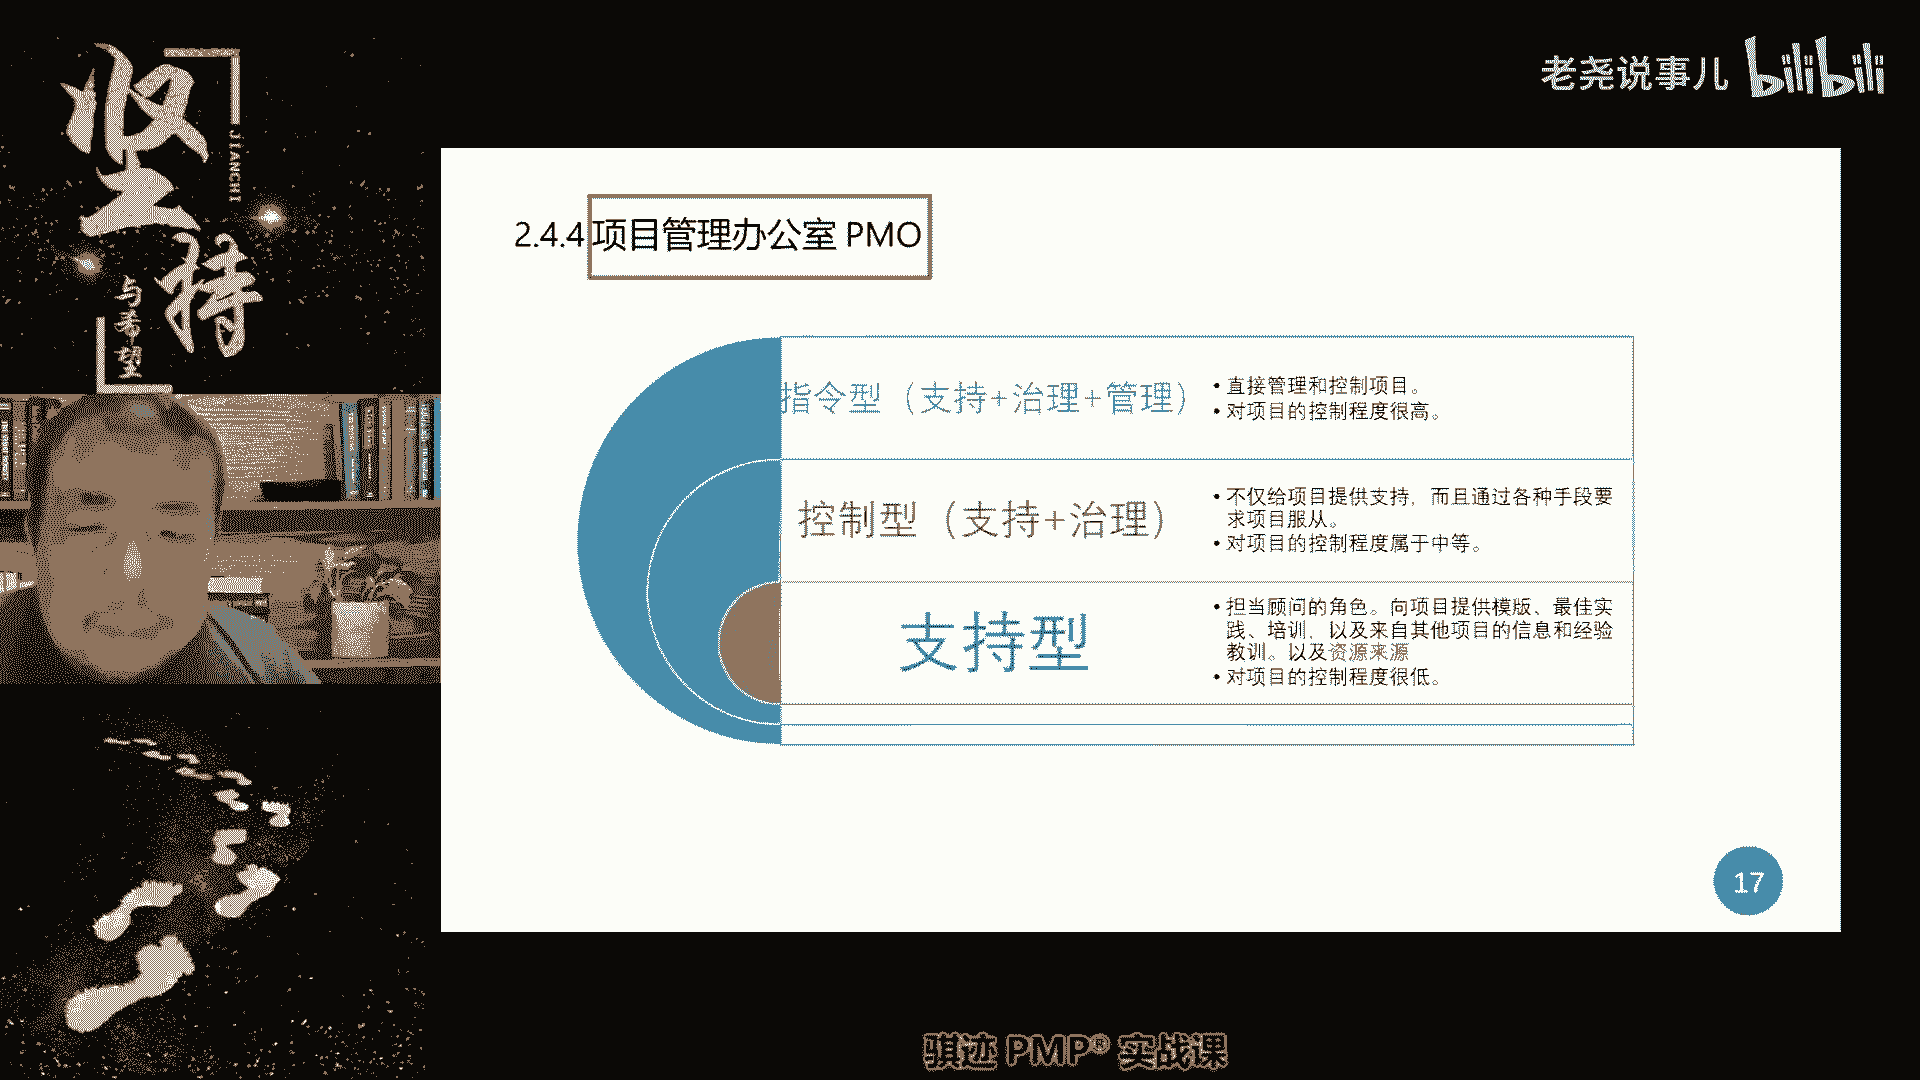 坚持
JIANCHI
与希望
老尧说事儿 bilibili
2.4.4 项目管理办公室 PMO
指令型（支持+治理+管理）
• 直接管理和控制项目。
• 对项目的控制程度很高。
控制型（支持+治理）
• 不仅给项目提供支持，而且通过各种手段要
求项目服从。
• 对项目的控制程度属于中等。
支持型
• 担当顾问的角色。向项目提供模版、最佳实
践、培训，以及来自其他项目的信息和经验
教训。以及资源来源
• 对项目的控制程度很低。
17
骐迹 PMP® 实战课